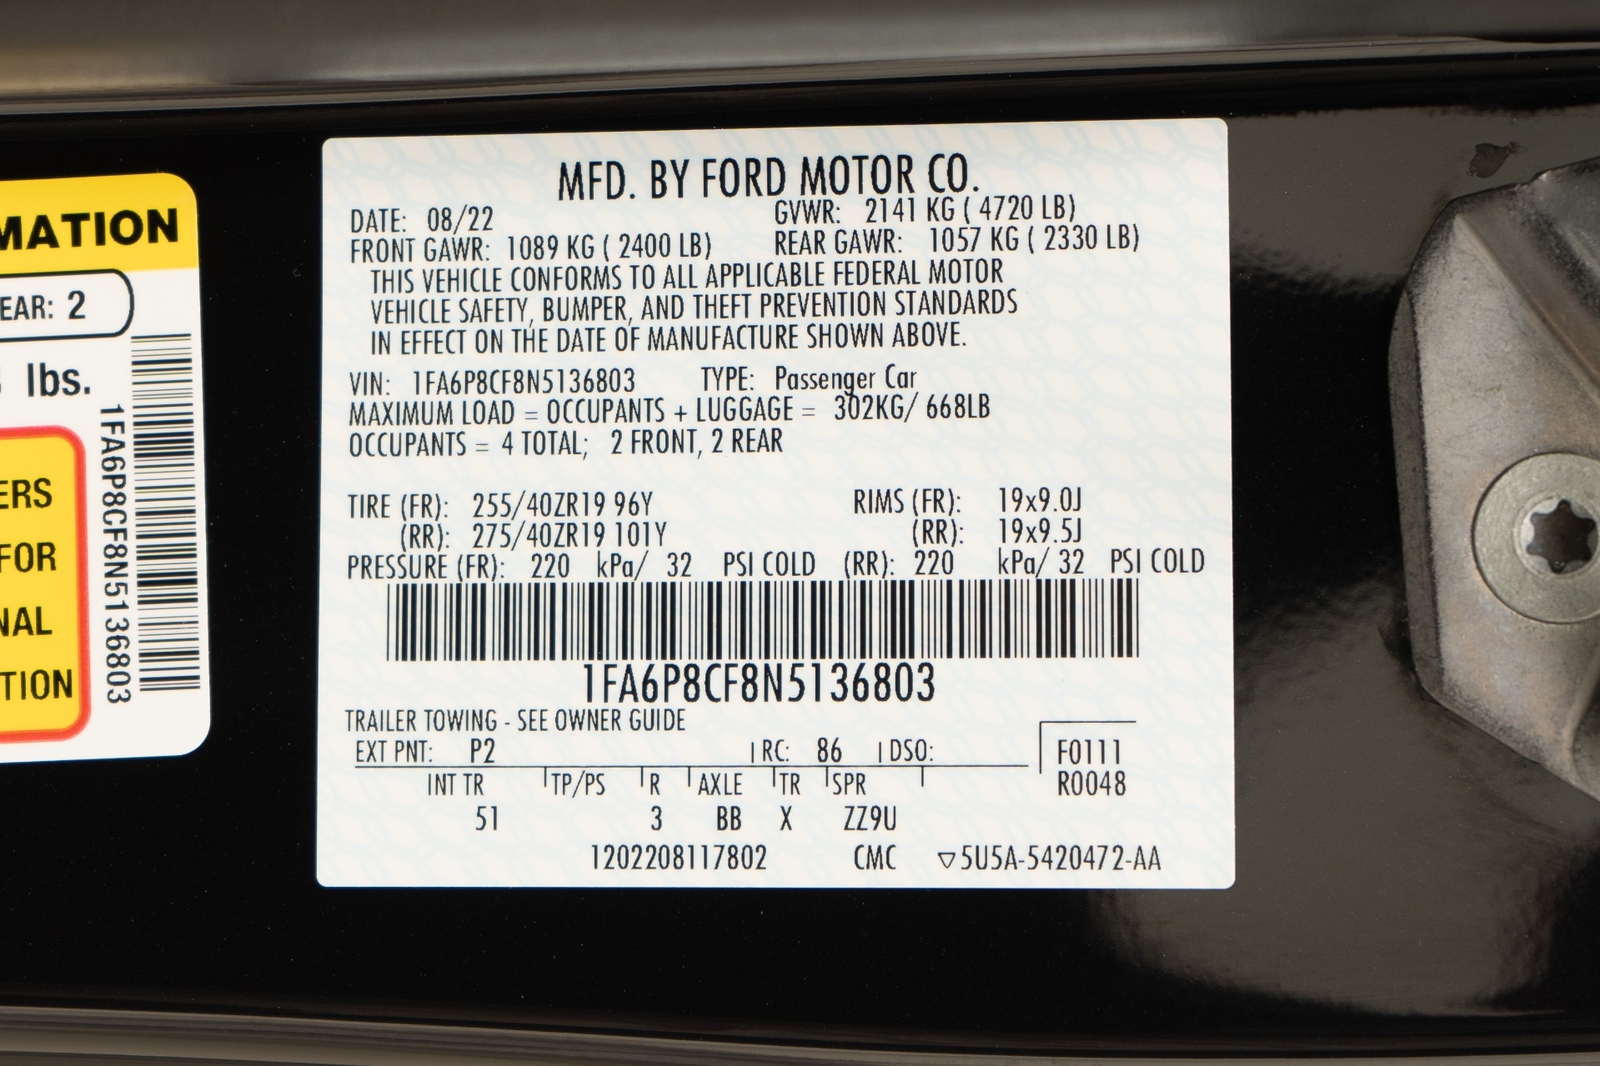 MATION
EAR: 2
lbs.
ERS
FOR
NAL
TION
1FA6P8CF8N5136803
MFD. BY FORD MOTOR CO.
DATE: 08/22 GVWR: 2141 KG ( 4720 LB)
FRONT GAWR: 1089 KG ( 2400 LB) REAR GAWR: 1057 KG ( 2330 LB)
THIS VEHICLE CONFORMS TO ALL APPLICABLE FEDERAL MOTOR
VEHICLE SAFETY, BUMPER, AND THEFT PREVENTION STANDARDS
IN EFFECT ON THE DATE OF MANUFACTURE SHOWN ABOVE.
VIN: 1FA6P8CF8N5136803 TYPE: Passenger Car
MAXIMUM LOAD = OCCUPANTS + LUGGAGE = 302KG/ 668LB
OCCUPANTS = 4 TOTAL; 2 FRONT, 2 REAR
TIRE (FR): 255/40ZR19 96Y RIMS (FR): 19x9.0J
(RR): 275/40ZR19 101Y (RR): 19x9.5J
PRESSURE (FR): 220 kPa/ 32 PSI COLD (RR): 220 kPa/ 32 PSI COLD
1FA6P8CF8N5136803
TRAILER TOWING - SEE OWNER GUIDE
EXT PNT: P2 RC: 86 DSO: F0111
INT TR TP/PS R AXLE TR SPR R0048
51 3 BB X ZZ9U
1202208117802 CMC ▽5U5A-5420472-AA